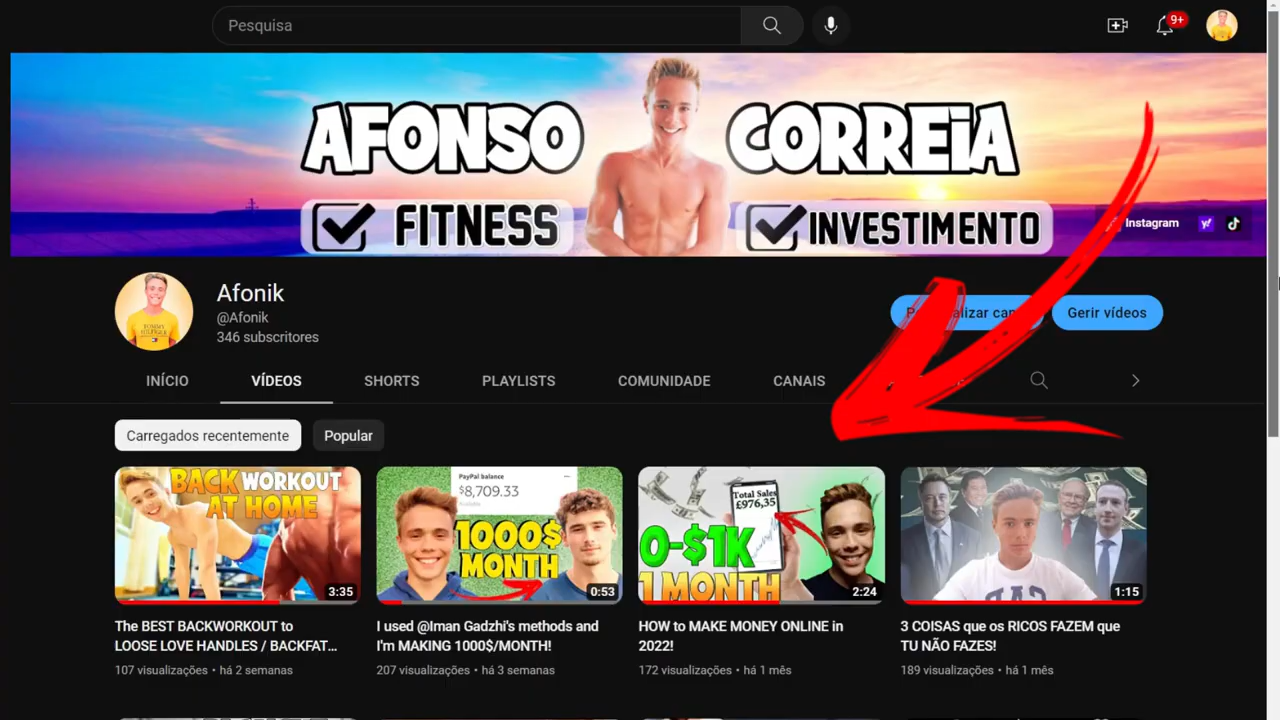 Pesquisa
9+
AFONSO CORREiA
FITNESS INVESTIMENTO
Instagram
Afonik
@Afonik
346 subscritores
Gerir vídeos
INÍCIO VÍDEOS SHORTS PLAYLISTS COMUNIDADE CANAIS
Carregados recentemente Popular
BACK WORKOUT
AT HOME
3:35
PayPal balance
$8,709.33
1000$
MONTH
0:53
Total Sales
£976,35
0-$1K
1 MONTH
2:24
GAP
1:15
The BEST BACKWORKOUT to
LOOSE LOVE HANDLES / BACKFAT...
107 visualizações • há 2 semanas
I used @Iman Gadzhi's methods and
I'm MAKING 1000$/MONTH!
207 visualizações • há 3 semanas
HOW to MAKE MONEY ONLINE in
2022!
172 visualizações • há 1 mês
3 COISAS que os RICOS FAZEM que
TU NÃO FAZES!
189 visualizações • há 1 mês